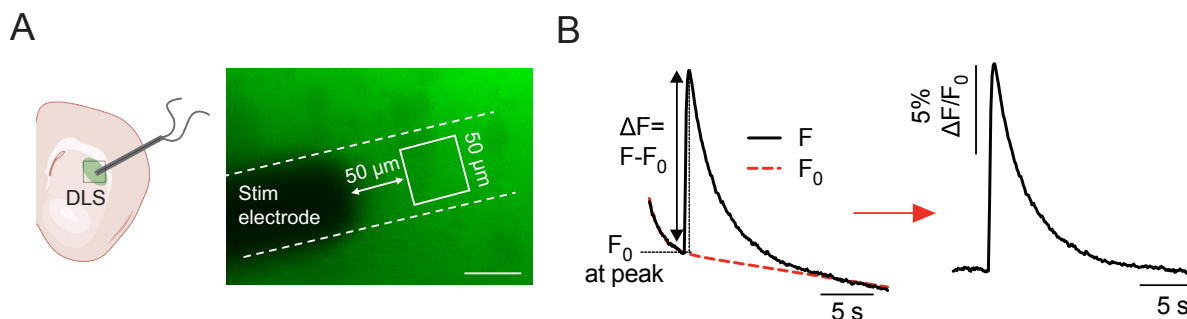 A
DLS
Stim
electrode
50 µm
50 µm
B
ΔF=
F-F₀
F₀
at peak
F
F₀
5 s
5%
ΔF/F₀
5 s